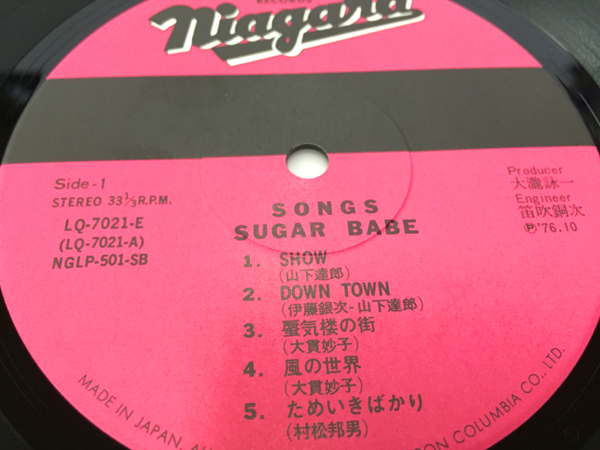 RECORDS
Niagara
Side-1
STEREO 33 1/3 R.P.M.
LQ-7021-E
(LQ-7021-A)
NGLP-501-SB
Producer
大瀧詠一
Engineer
笛吹銅次
Ⓟ'76.10
SONGS
SUGAR BABE
1. SHOW
(山下達郎)
2. DOWN TOWN
(伊藤銀次-山下達郎)
3. 蜃気楼の街
(大貫妙子)
4. 風の世界
(大貫妙子)
5. ためいきばかり
(村松邦男)
MADE IN JAPAN,
COLUMBIA CO., LTD.